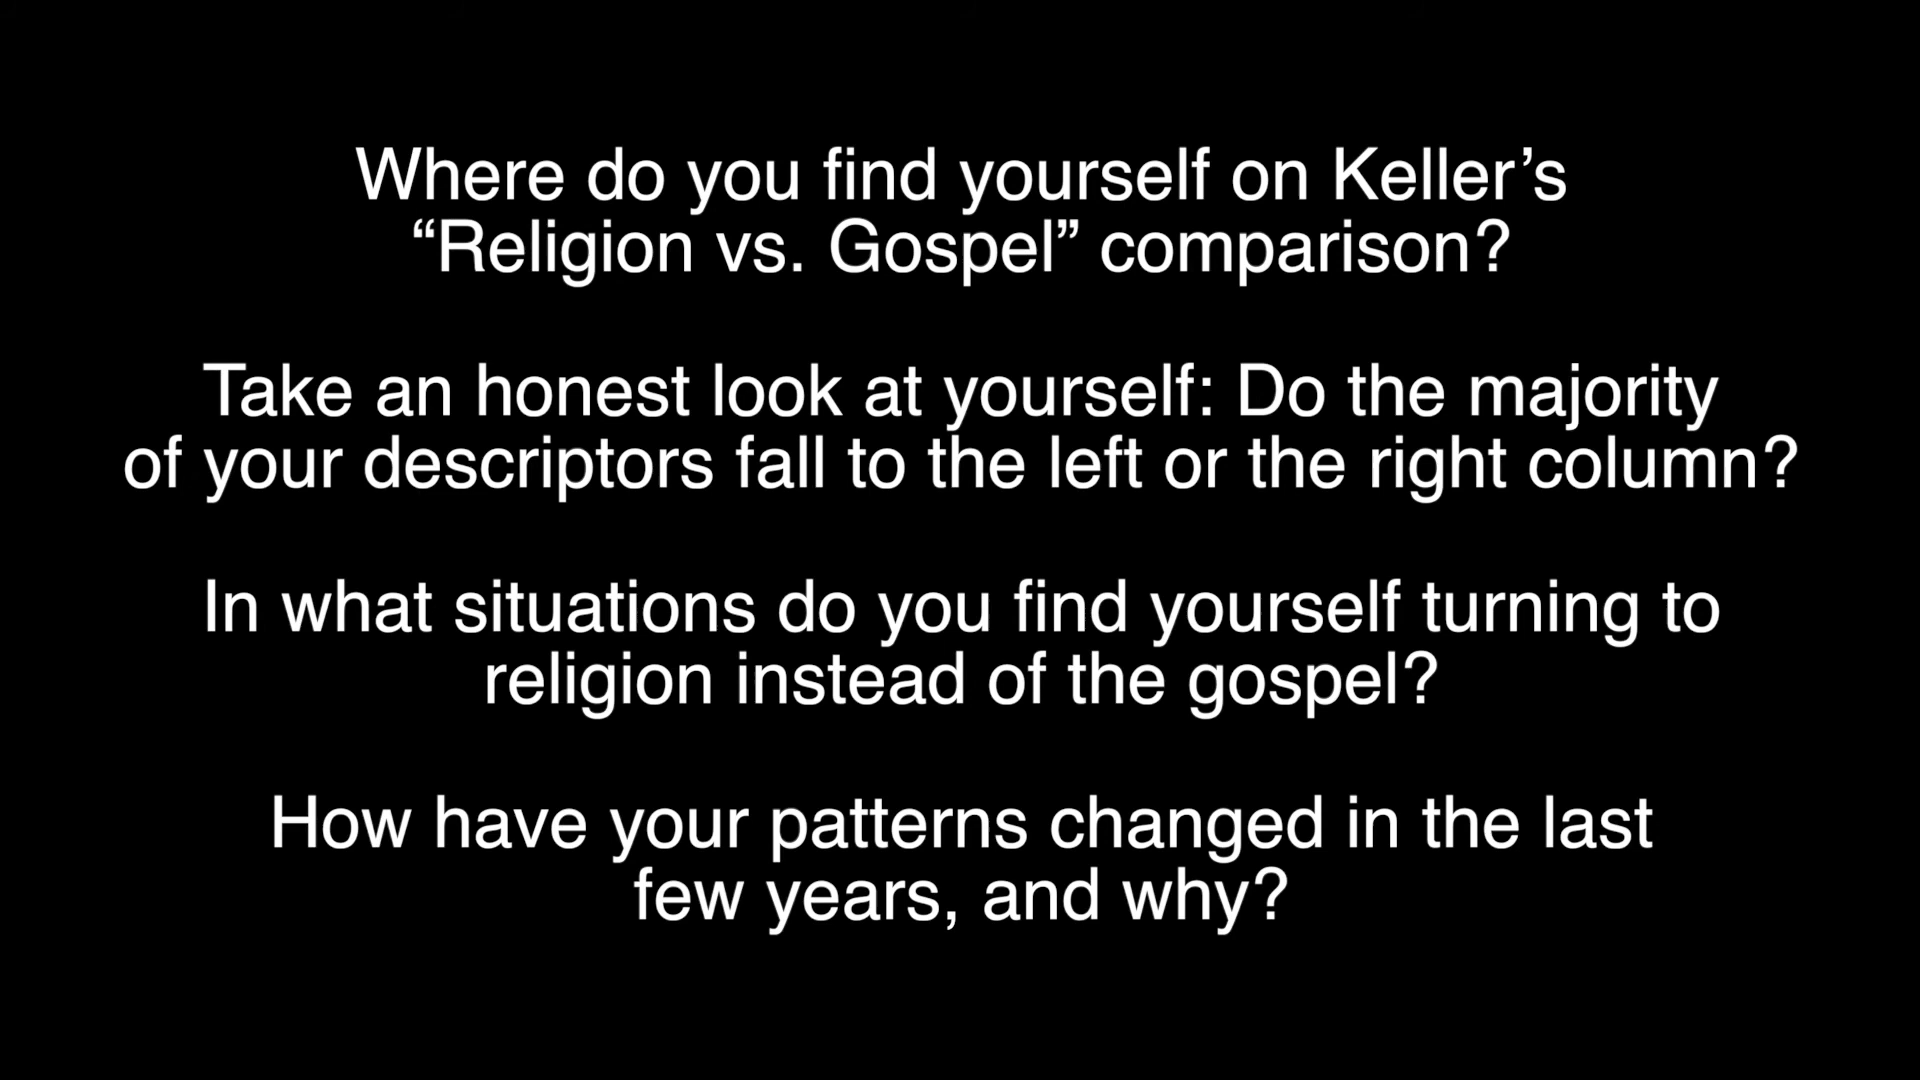 Where do you find yourself on Keller’s
“Religion vs. Gospel” comparison?
Take an honest look at yourself: Do the majority
of your descriptors fall to the left or the right column?
In what situations do you find yourself turning to
religion instead of the gospel?
How have your patterns changed in the last
few years, and why?